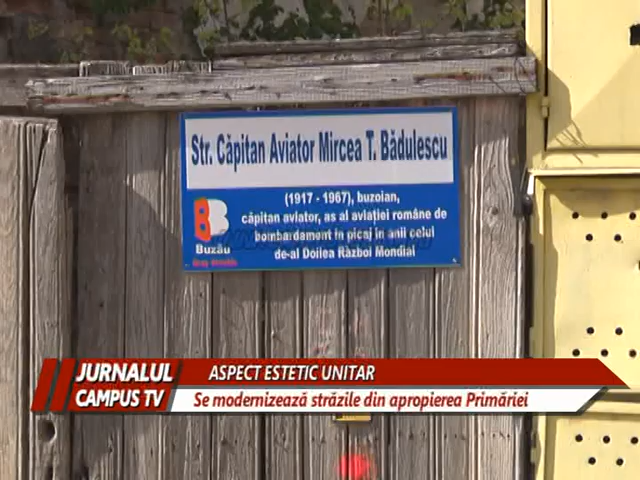 Str. Căpitan Aviator Mircea T. Bădulescu
(1917 - 1967), buzoian,
căpitan aviator, as al aviației române de
bombardament în picaj în anii celui
de-al Doilea Război Mondial
B
Buzău
JURNALUL
CAMPUS TV
ASPECT ESTETIC UNITAR
Se modernizează străzile din apropierea Primăriei